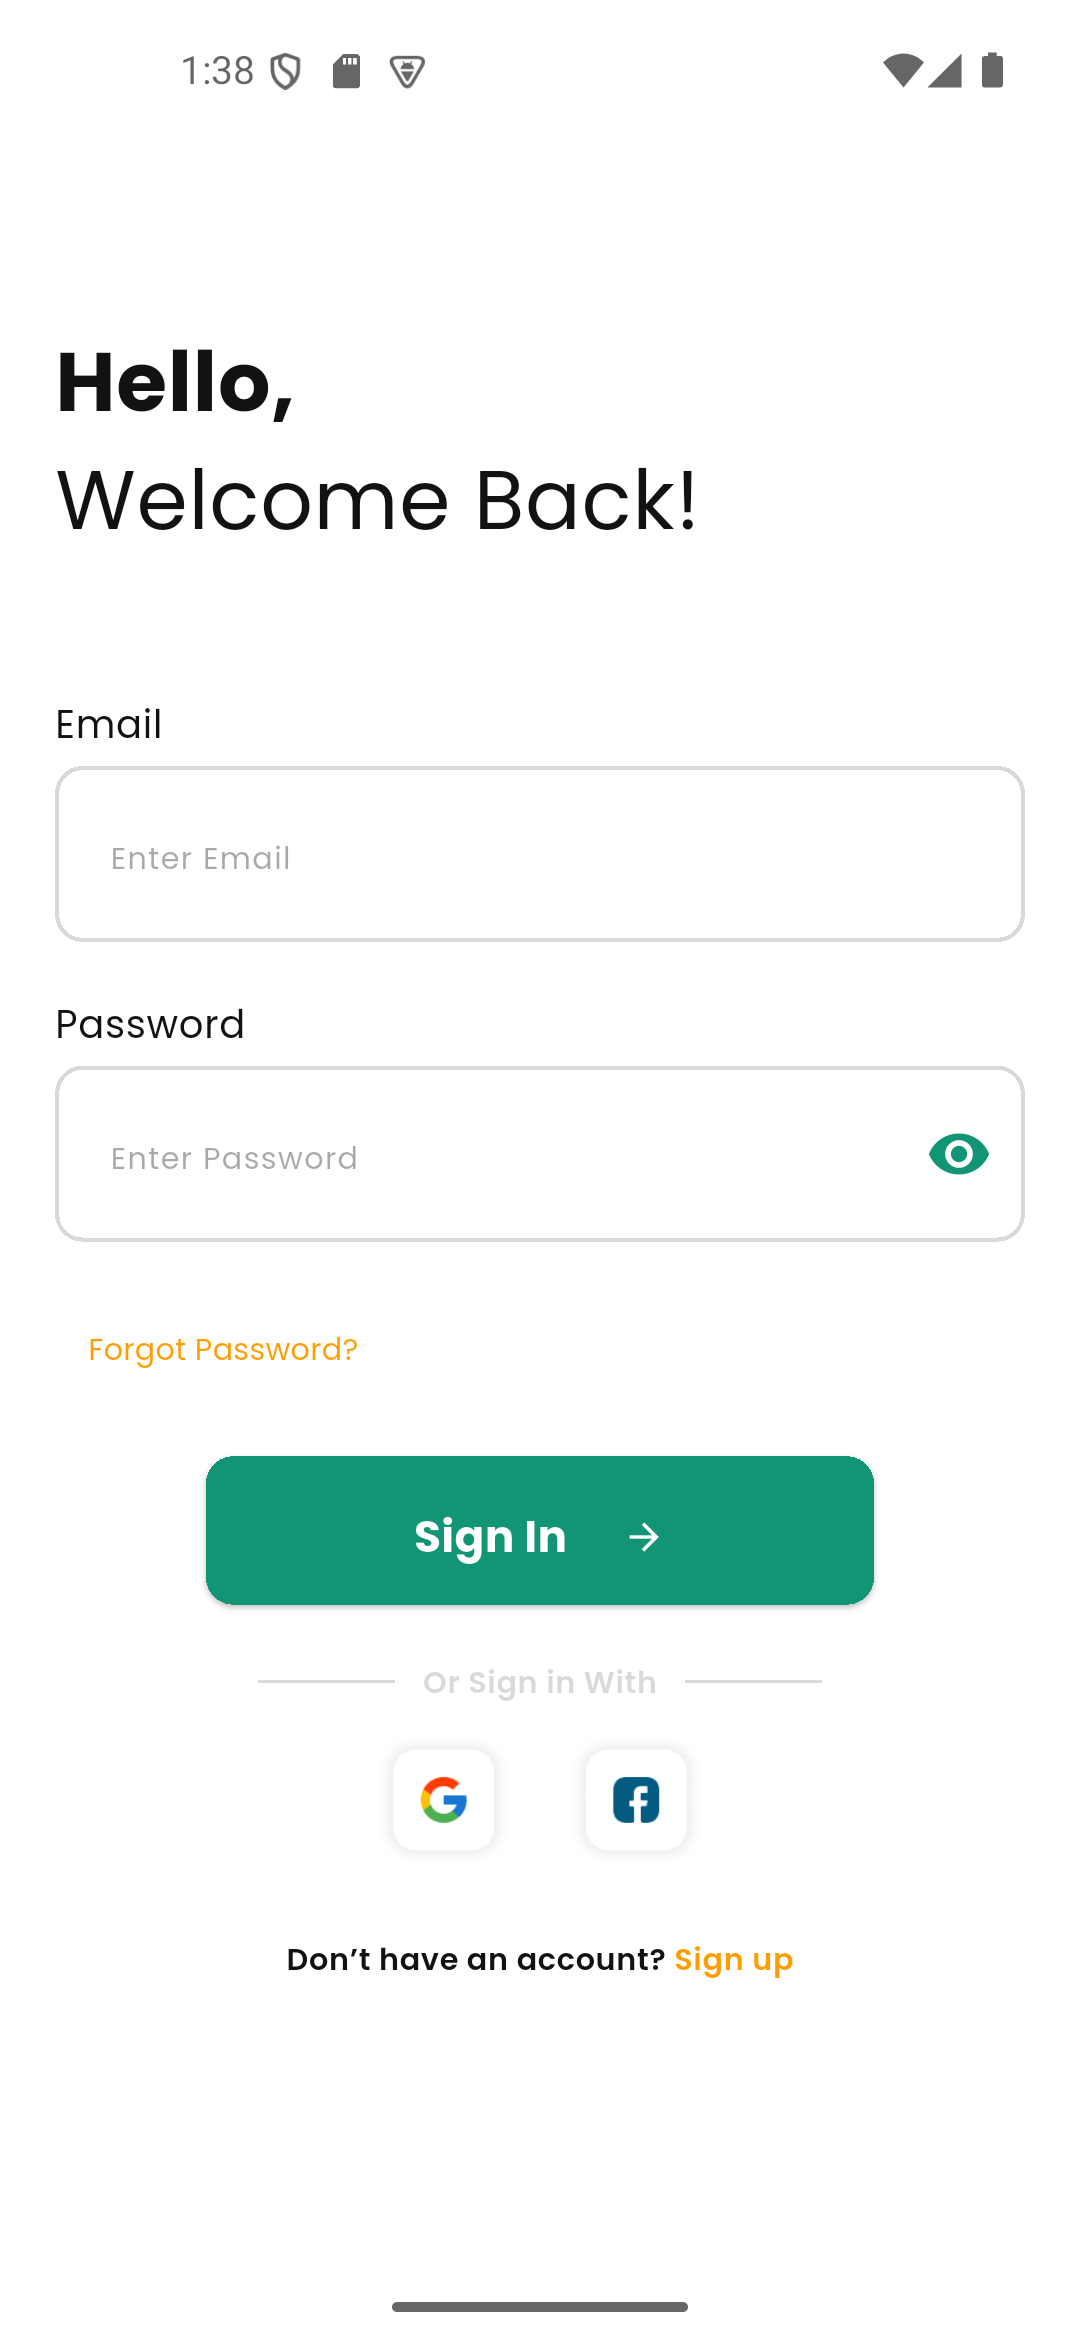 1:38
Hello,
Welcome Back!
Email
Enter Email
Password
Enter Password
Forgot Password?
Sign In
Or Sign in With
Don’t have an account? Sign up